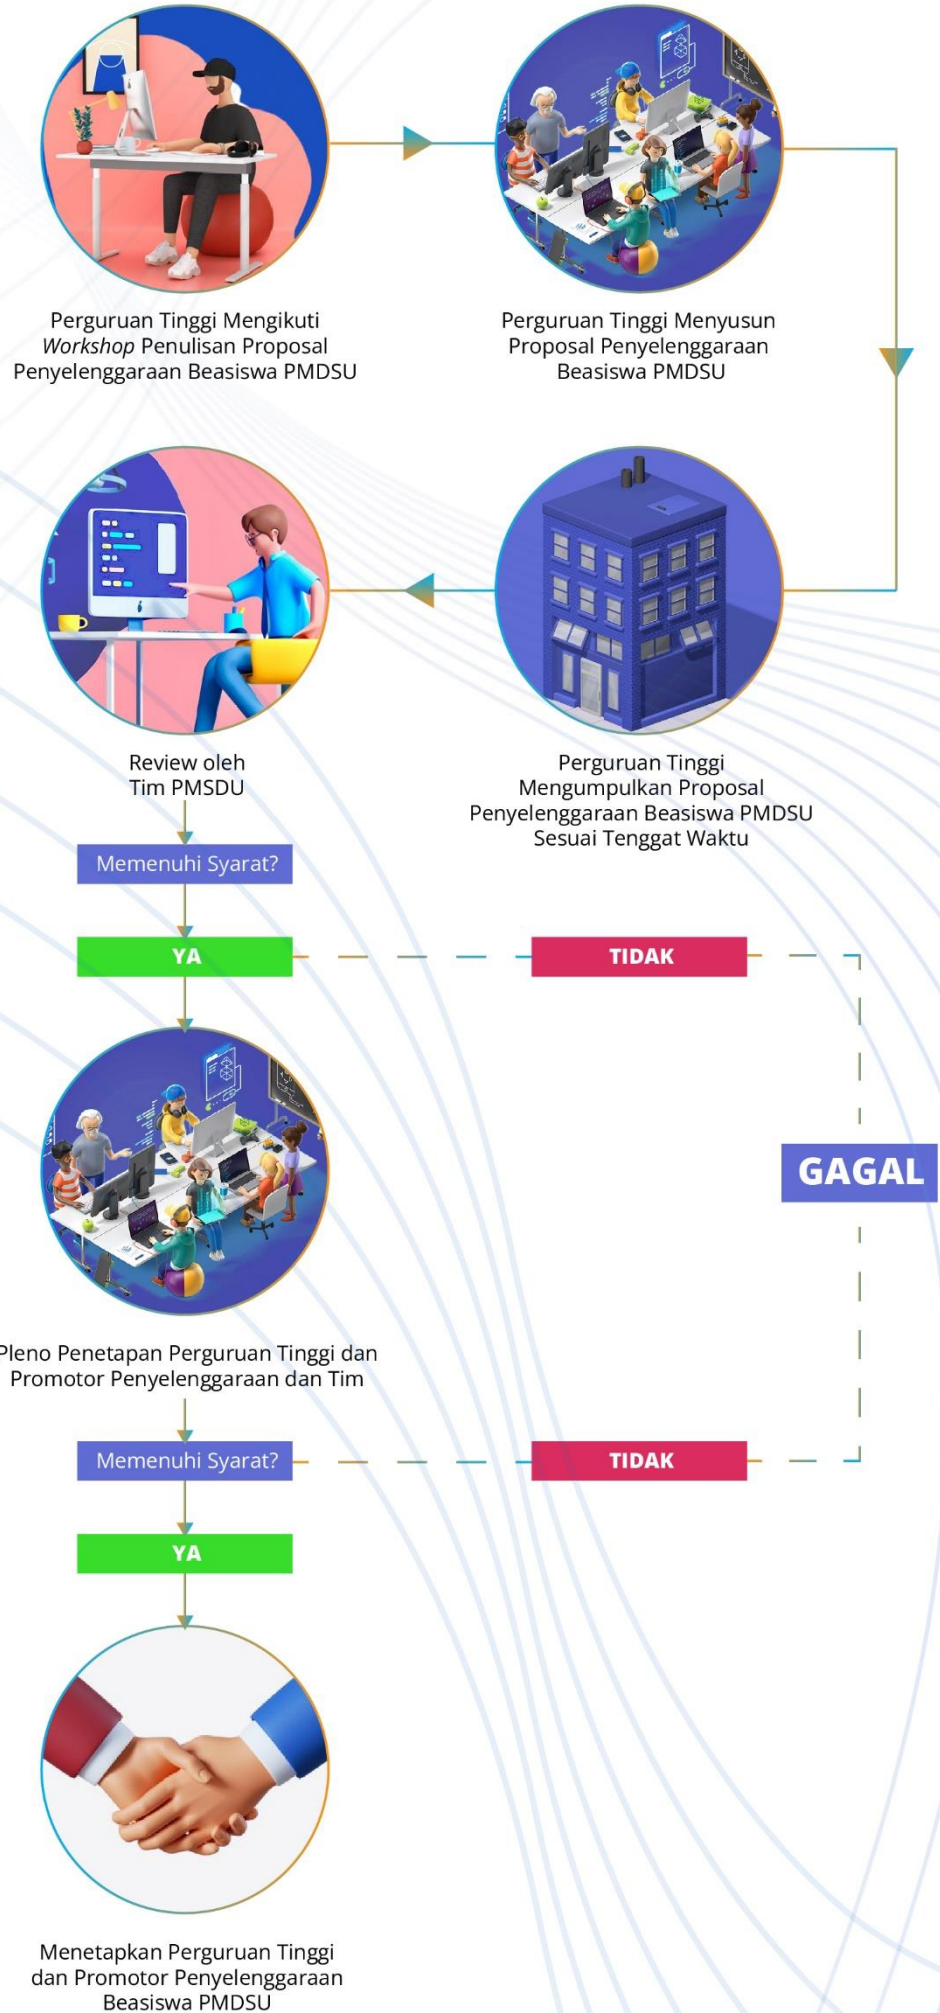 Perguruan Tinggi Mengikuti
Workshop Penulisan Proposal
Penyelenggaraan Beasiswa PMDSU
Perguruan Tinggi Menyusun
Proposal Penyelenggaraan
Beasiswa PMDSU
Perguruan Tinggi
Mengumpulkan Proposal
Penyelenggaraan Beasiswa PMDSU
Sesuai Tenggat Waktu
Review oleh
Tim PMSDU
Memenuhi Syarat?
YA
TIDAK
GAGAL
Pleno Penetapan Perguruan Tinggi dan
Promotor Penyelenggaraan dan Tim
Memenuhi Syarat?
TIDAK
YA
Menetapkan Perguruan Tinggi
dan Promotor Penyelenggaraan
Beasiswa PMDSU